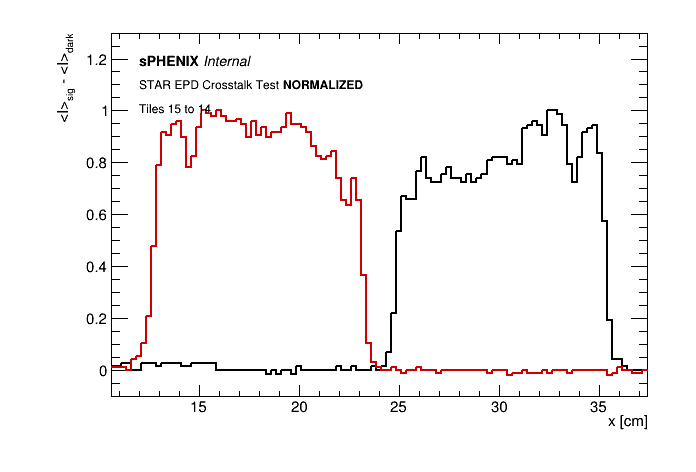 <I>sig - <I>dark
sPHENIX Internal
STAR EPD Crosstalk Test NORMALIZED
Tiles 15 to 14
1.2
1
0.8
0.6
0.4
0.2
0
15 20 25 30 35
x [cm]